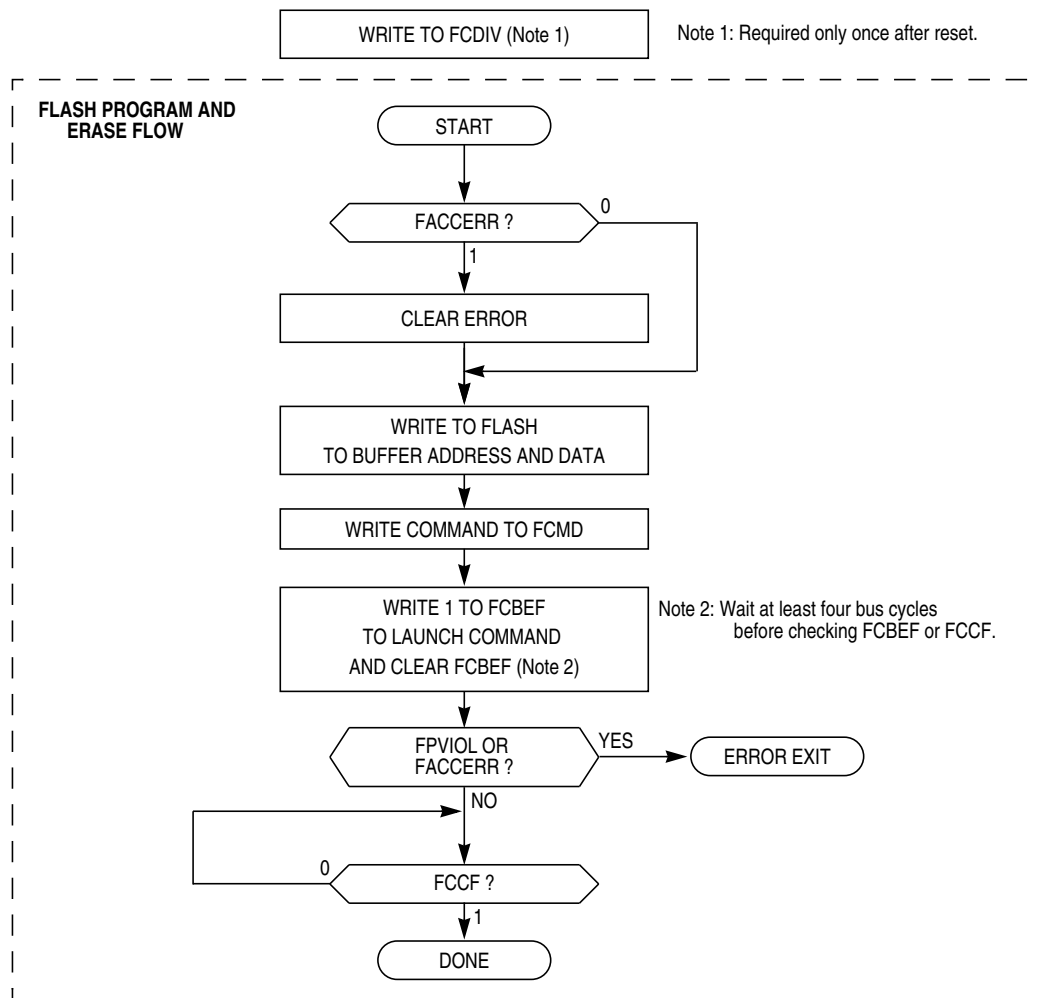 WRITE TO FCDIV (Note 1)
Note 1: Required only once after reset.
FLASH PROGRAM AND
ERASE FLOW
START
FACCERR ?
0
1
CLEAR ERROR
WRITE TO FLASH
TO BUFFER ADDRESS AND DATA
WRITE COMMAND TO FCMD
WRITE 1 TO FCBEF
TO LAUNCH COMMAND
AND CLEAR FCBEF (Note 2)
Note 2: Wait at least four bus cycles
before checking FCBEF or FCCF.
FPVIOL OR
FACCERR ?
YES
ERROR EXIT
NO
0
FCCF ?
1
DONE